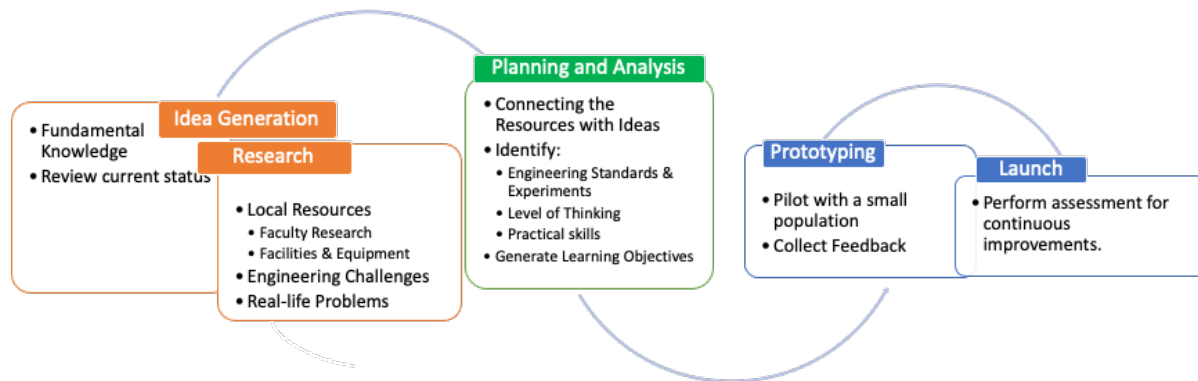 Idea Generation
• Fundamental
Knowledge
• Review current status
Research
• Local Resources
• Faculty Research
• Facilities & Equipment
• Engineering Challenges
• Real-life Problems
Planning and Analysis
• Connecting the
Resources with Ideas
• Identify:
• Engineering Standards &
Experiments
• Level of Thinking
• Practical skills
• Generate Learning Objectives
Prototyping
• Pilot with a small
population
• Collect Feedback
Launch
• Perform assessment for
continuous
improvements.